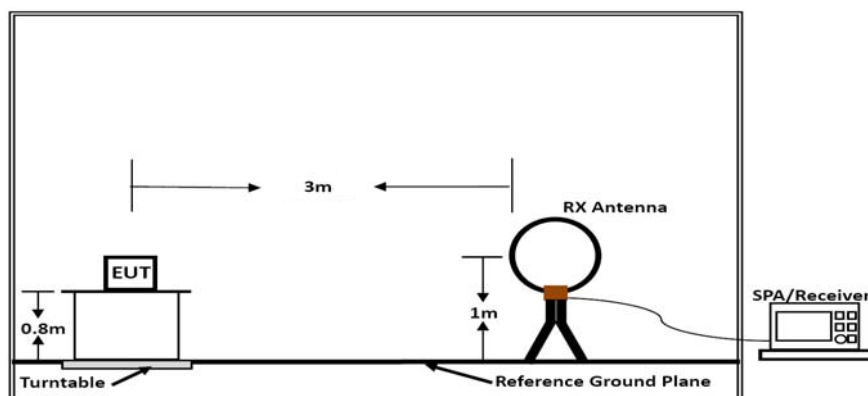 3m
RX Antenna
EUT
SPA/Receiver
0.8m
1m
Turntable
Reference Ground Plane